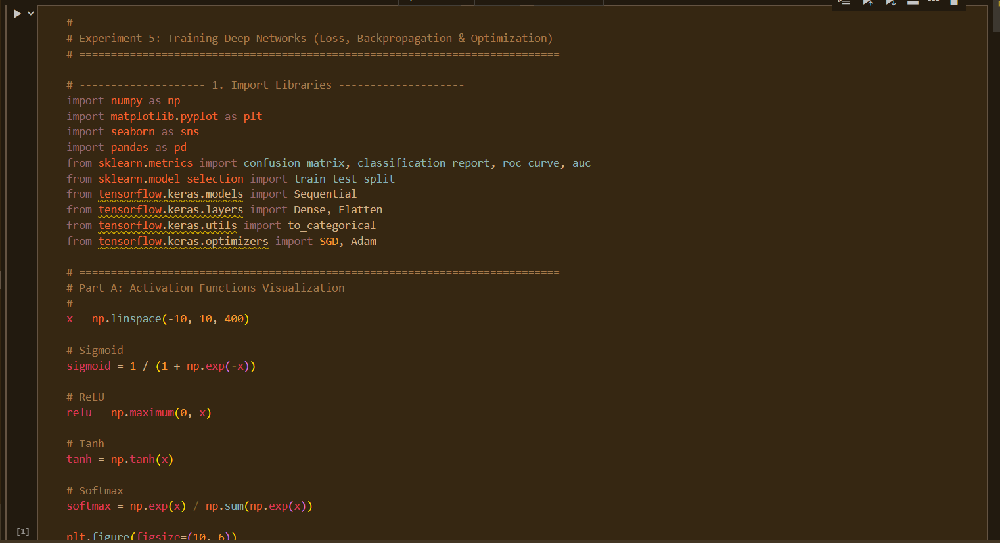 # ============================================================================
# Experiment 5: Training Deep Networks (Loss, Backpropagation & Optimization)
# ============================================================================
# -------------------- 1. Import Libraries --------------------
import numpy as np
import matplotlib.pyplot as plt
import seaborn as sns
import pandas as pd
from sklearn.metrics import confusion_matrix, classification_report, roc_curve, auc
from sklearn.model_selection import train_test_split
from tensorflow.keras.models import Sequential
from tensorflow.keras.layers import Dense, Flatten
from tensorflow.keras.utils import to_categorical
from tensorflow.keras.optimizers import SGD, Adam
# ============================================================================
# Part A: Activation Functions Visualization
# ============================================================================
x = np.linspace(-10, 10, 400)
# Sigmoid
sigmoid = 1 / (1 + np.exp(-x))
# ReLU
relu = np.maximum(0, x)
# Tanh
tanh = np.tanh(x)
# Softmax
softmax = np.exp(x) / np.sum(np.exp(x))
plt.figure(figsize=(10, 6))
[1]